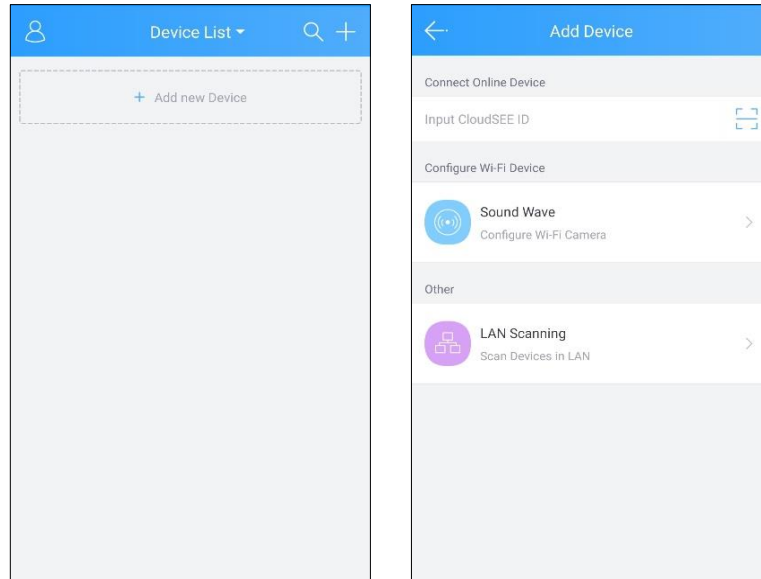 Device List
+ Add new Device
Add Device
Connect Online Device
Input CloudSEE ID
Configure Wi-Fi Device
Sound Wave
Configure Wi-Fi Camera
Other
LAN Scanning
Scan Devices in LAN